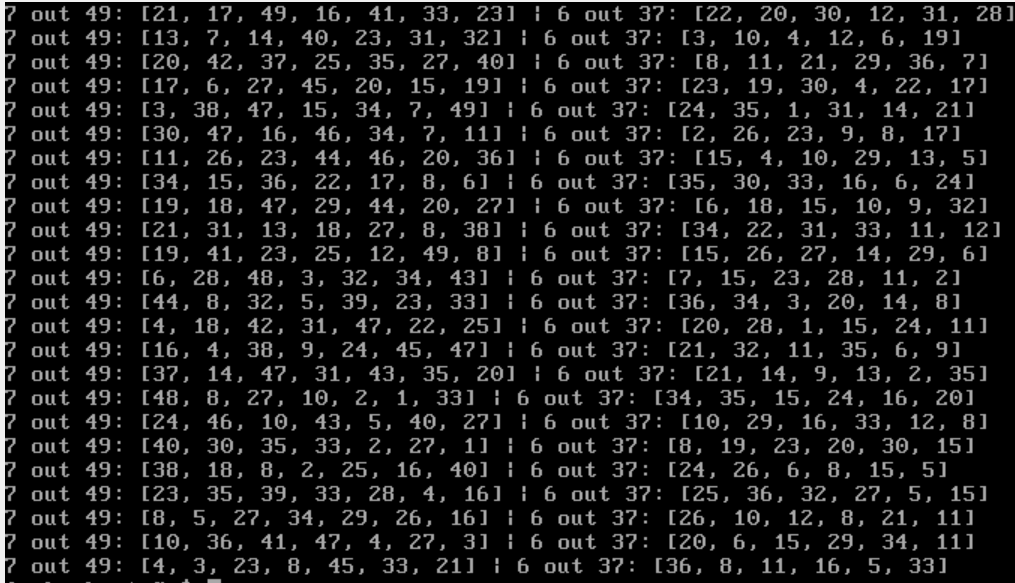 7 out 49: [21, 17, 49, 16, 41, 33, 23] ¦ 6 out 37: [22, 20, 30, 12, 31, 28]
7 out 49: [13, 7, 14, 40, 23, 31, 32] ¦ 6 out 37: [3, 10, 4, 12, 6, 19]
7 out 49: [20, 42, 37, 25, 35, 27, 40] ¦ 6 out 37: [8, 11, 21, 29, 36, 7]
7 out 49: [17, 6, 27, 45, 20, 15, 19] ¦ 6 out 37: [23, 19, 30, 4, 22, 17]
7 out 49: [3, 38, 47, 15, 34, 7, 49] ¦ 6 out 37: [24, 35, 1, 31, 14, 21]
7 out 49: [30, 47, 16, 46, 34, 7, 11] ¦ 6 out 37: [2, 26, 23, 9, 8, 17]
7 out 49: [11, 26, 23, 44, 46, 20, 36] ¦ 6 out 37: [15, 4, 10, 29, 13, 5]
7 out 49: [34, 15, 36, 22, 17, 8, 6] ¦ 6 out 37: [35, 30, 33, 16, 6, 24]
7 out 49: [19, 18, 47, 29, 44, 20, 27] ¦ 6 out 37: [6, 18, 15, 10, 9, 32]
7 out 49: [21, 31, 13, 18, 27, 8, 38] ¦ 6 out 37: [34, 22, 31, 33, 11, 12]
7 out 49: [19, 41, 23, 25, 12, 49, 8] ¦ 6 out 37: [15, 26, 27, 14, 29, 6]
7 out 49: [6, 28, 48, 3, 32, 34, 43] ¦ 6 out 37: [7, 15, 23, 28, 11, 2]
7 out 49: [44, 8, 32, 5, 39, 23, 33] ¦ 6 out 37: [36, 34, 3, 20, 14, 8]
7 out 49: [4, 18, 42, 31, 47, 22, 25] ¦ 6 out 37: [20, 28, 1, 15, 24, 11]
7 out 49: [16, 4, 38, 9, 24, 45, 47] ¦ 6 out 37: [21, 32, 11, 35, 6, 9]
7 out 49: [37, 14, 47, 31, 43, 35, 20] ¦ 6 out 37: [21, 14, 9, 13, 2, 35]
7 out 49: [48, 8, 27, 10, 2, 1, 33] ¦ 6 out 37: [34, 35, 15, 24, 16, 20]
7 out 49: [24, 46, 10, 43, 5, 40, 27] ¦ 6 out 37: [10, 29, 16, 33, 12, 8]
7 out 49: [40, 30, 35, 33, 2, 27, 1] ¦ 6 out 37: [8, 19, 23, 20, 30, 15]
7 out 49: [38, 18, 8, 2, 25, 16, 40] ¦ 6 out 37: [24, 26, 6, 8, 15, 5]
7 out 49: [23, 35, 39, 33, 28, 4, 16] ¦ 6 out 37: [25, 36, 32, 27, 5, 15]
7 out 49: [8, 5, 27, 34, 29, 26, 16] ¦ 6 out 37: [26, 10, 12, 8, 21, 11]
7 out 49: [10, 36, 41, 47, 4, 27, 3] ¦ 6 out 37: [20, 6, 15, 29, 34, 11]
7 out 49: [4, 3, 23, 8, 45, 33, 21] ¦ 6 out 37: [36, 8, 11, 16, 5, 33]